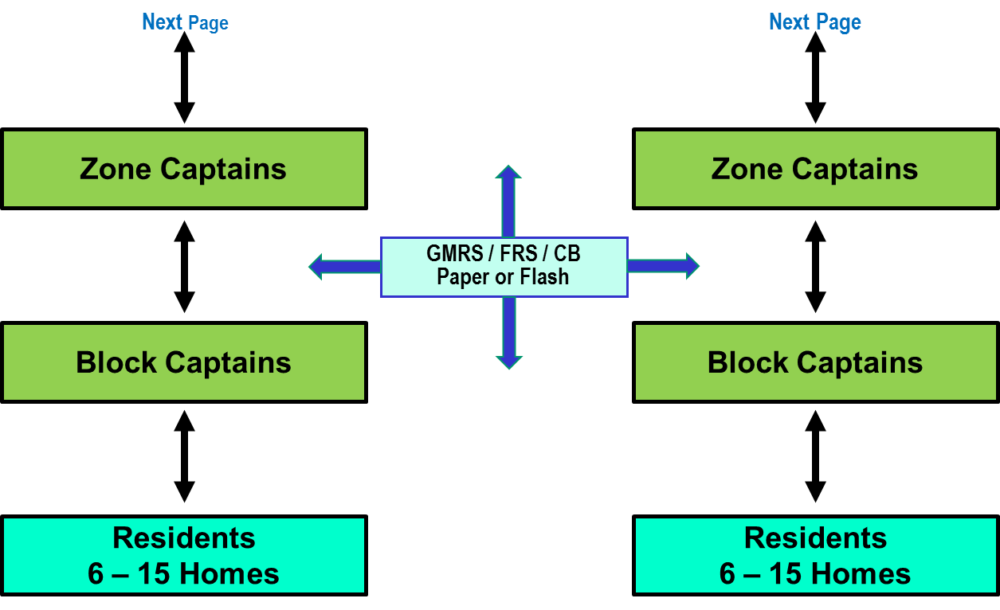 Next Page
Next Page
Zone Captains
Zone Captains
GMRS / FRS / CB
Paper or Flash
Block Captains
Block Captains
Residents
6 – 15 Homes
Residents
6 – 15 Homes